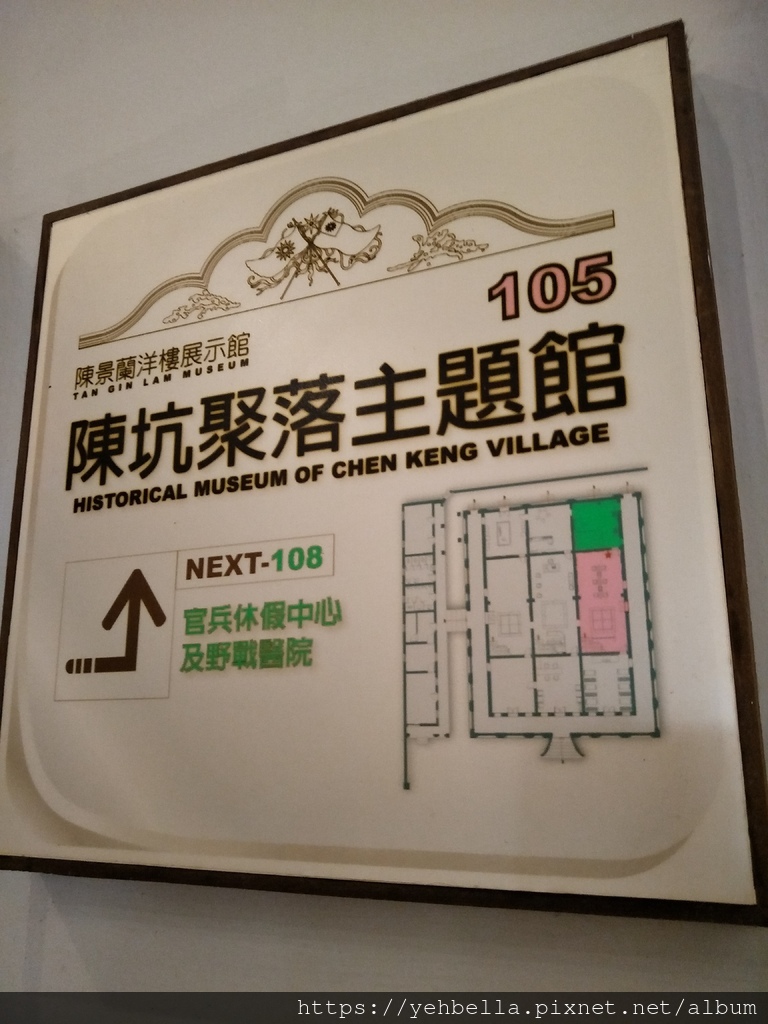 105
陳景蘭洋樓展示館
TAN GIN LAM MUSEUM
陳坑聚落主題館
HISTORICAL MUSEUM OF CHEN KENG VILLAGE
NEXT-108
官兵休假中心
及野戰醫院
https://yehbella.pixnet.net/album